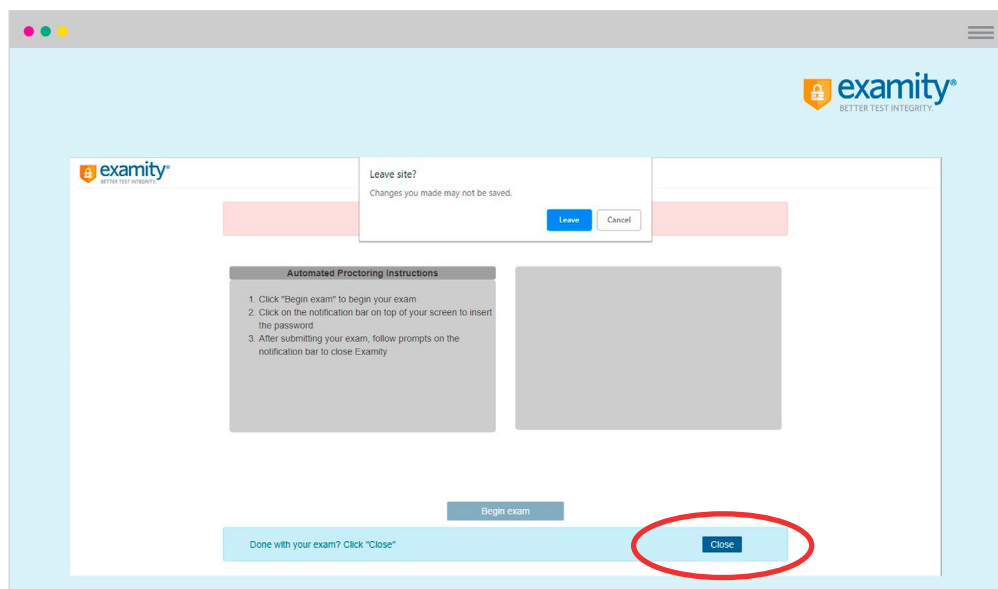 examity®
BETTER TEST INTEGRITY.
examity®
BETTER TEST INTEGRITY.
Leave site?
Changes you made may not be saved.
Leave
Cancel
Automated Proctoring Instructions
1. Click "Begin exam" to begin your exam
2. Click on the notification bar on top of your screen to insert
the password
3. After submitting your exam, follow prompts on the
notification bar to close Examity
Begin exam
Done with your exam? Click "Close"
Close